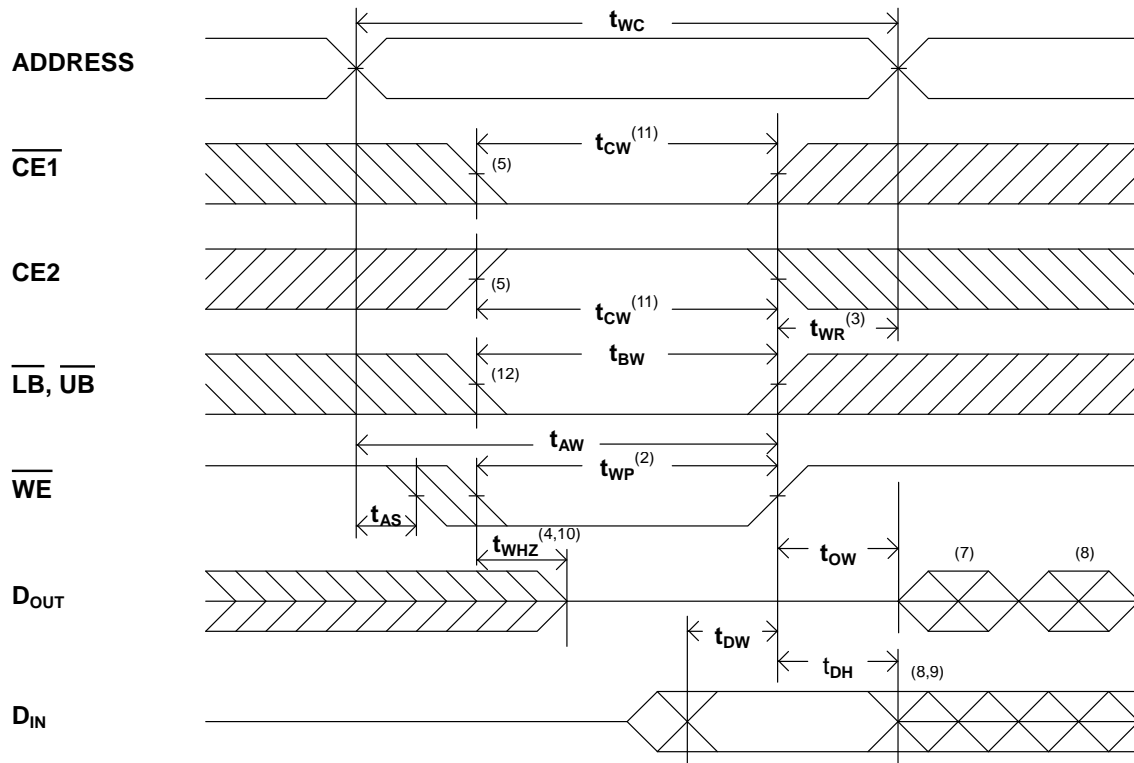 tWC
ADDRESS
CE1
tCW(11)
(5)
CE2
(5)
tCW(11)
tWR(3)
LB, UB
tBW
(12)
tAW
WE
tWP(2)
tAS
tWHZ(4,10)
tOW
(7)
(8)
DOUT
tDW
tDH
(8,9)
DIN